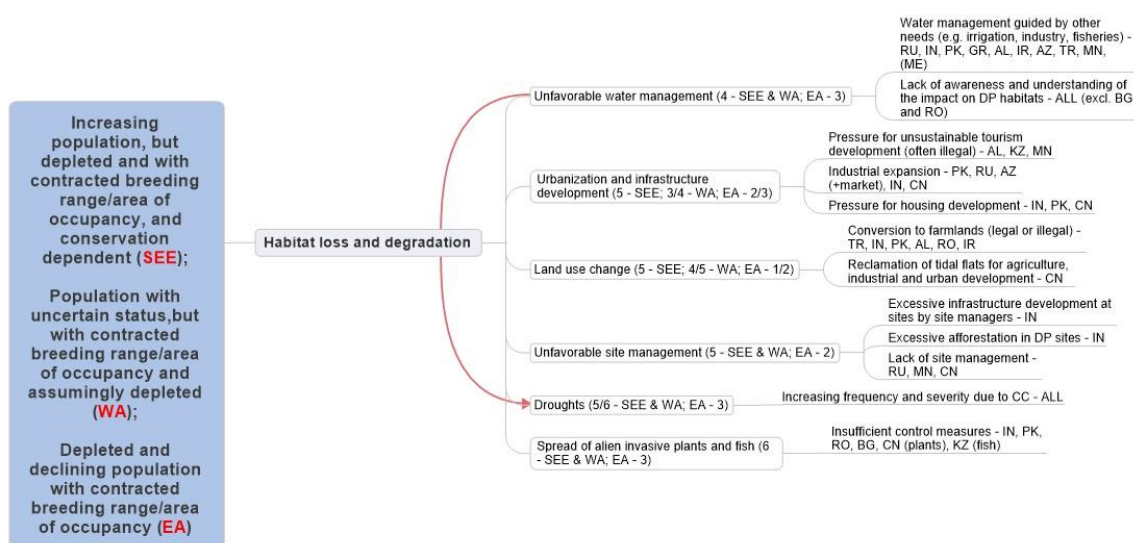 Increasing
population, but
depleted and with
contracted breeding
range/area of
occupancy, and
conservation
dependent (SEE);
Population with
uncertain status,but
with contracted
breeding range/area
of occupancy and
assumingly depleted
(WA);
Depleted and
declining population
with contracted
breeding range/area
of occupancy (EA)
Habitat loss and degradation
Unfavorable water management (4 - SEE & WA; EA - 3)
Water management guided by other
needs (e.g. irrigation, industry, fisheries) -
RU, IN, PK, GR, AL, IR, AZ, TR, MN,
(ME)
Lack of awareness and understanding of
the impact on DP habitats - ALL (excl. BG
and RO)
Urbanization and infrastructure
development (5 - SEE; 3/4 - WA; EA - 2/3)
Pressure for unsustainable tourism
development (often illegal) - AL, KZ, MN
Industrial expansion - PK, RU, AZ
(+market), IN, CN
Pressure for housing development - IN, PK, CN
Land use change (5 - SEE; 4/5 - WA; EA - 1/2)
Conversion to farmlands (legal or illegal) -
TR, IN, PK, AL, RO, IR
Reclamation of tidal flats for agriculture,
industrial and urban development - CN
Unfavorable site management (5 - SEE & WA; EA - 2)
Excessive infrastructure development at
sites by site managers - IN
Excessive afforestation in DP sites - IN
Lack of site management -
RU, MN, CN
Droughts (5/6 - SEE & WA; EA - 3)
Increasing frequency and severity due to CC - ALL
Spread of alien invasive plants and fish (6
- SEE & WA; EA - 3)
Insufficient control measures - IN, PK,
RO, BG, CN (plants), KZ (fish)